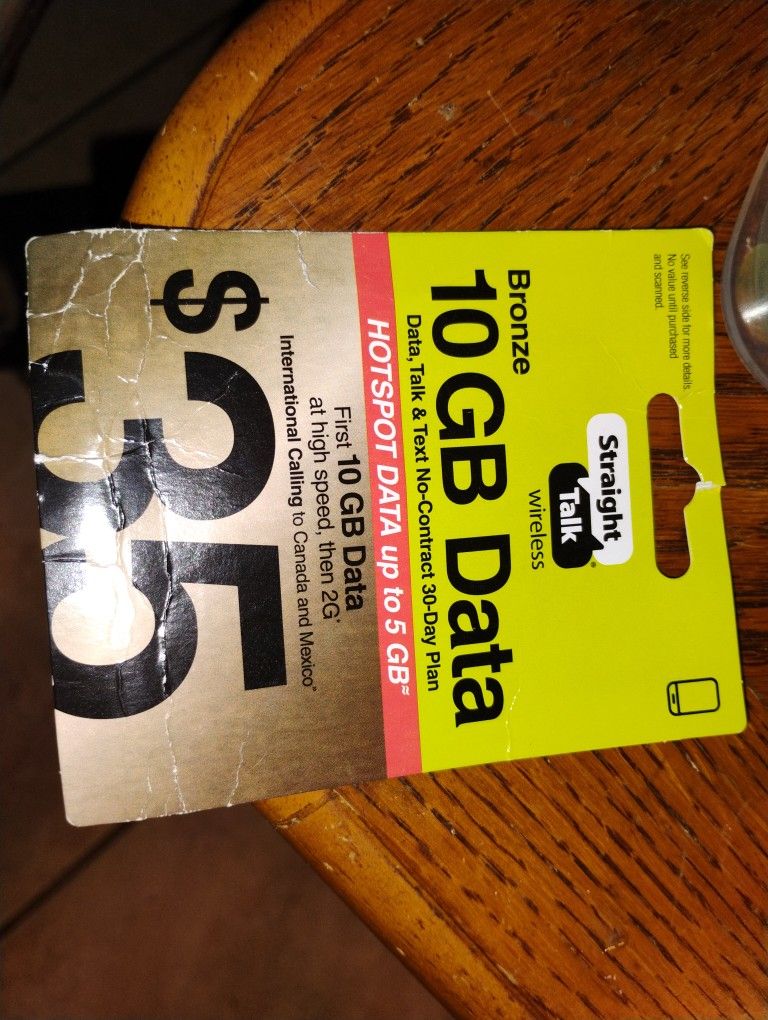 See reverse side for more details.
No value until purchased
and scanned.
Straight
Talk®
wireless
Bronze
10 GB Data
Data, Talk & Text No-Contract 30-Day Plan
HOTSPOT DATA up to 5 GB≈
First 10 GB Data
at high speed, then 2G*
International Calling to Canada and Mexico*
$35